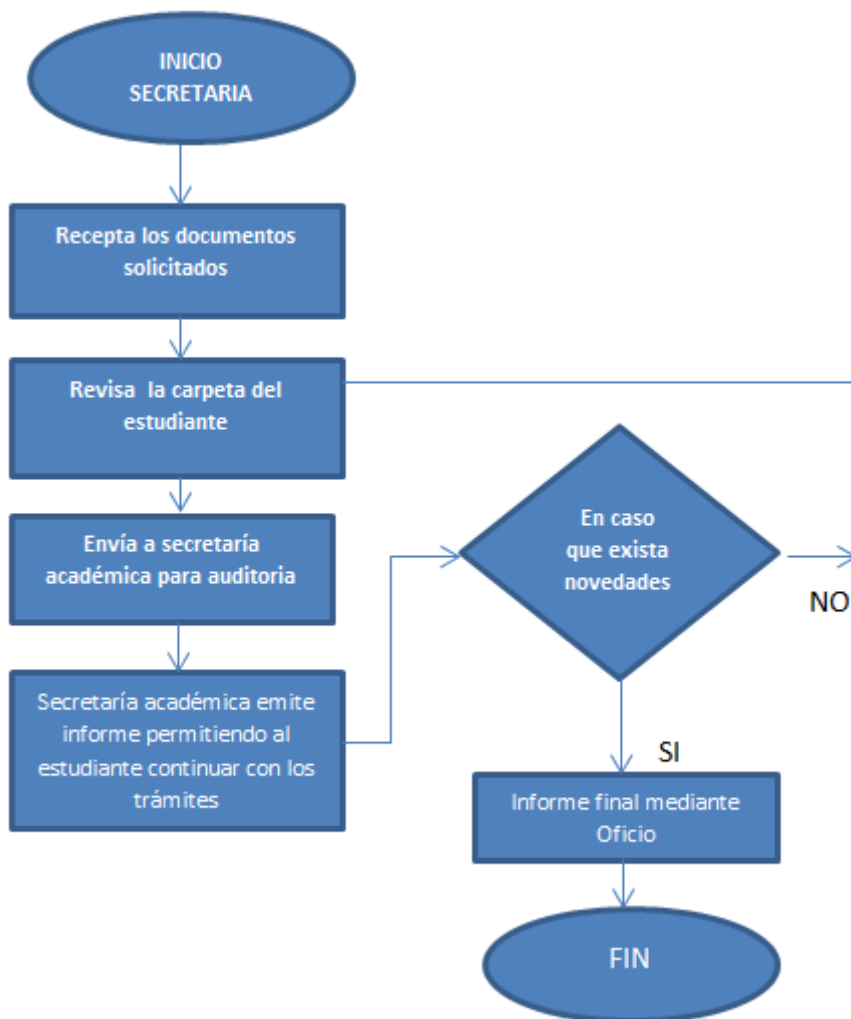 INICIO
SECRETARIA
Recepta los documentos
solicitados
Revisa la carpeta del
estudiante
Envía a secretaría
académica para auditoria
Secretaría académica emite
informe permitiendo al
estudiante continuar con los
trámites
En caso
que exista
novedades
NO
SI
Informe final mediante
Oficio
FIN